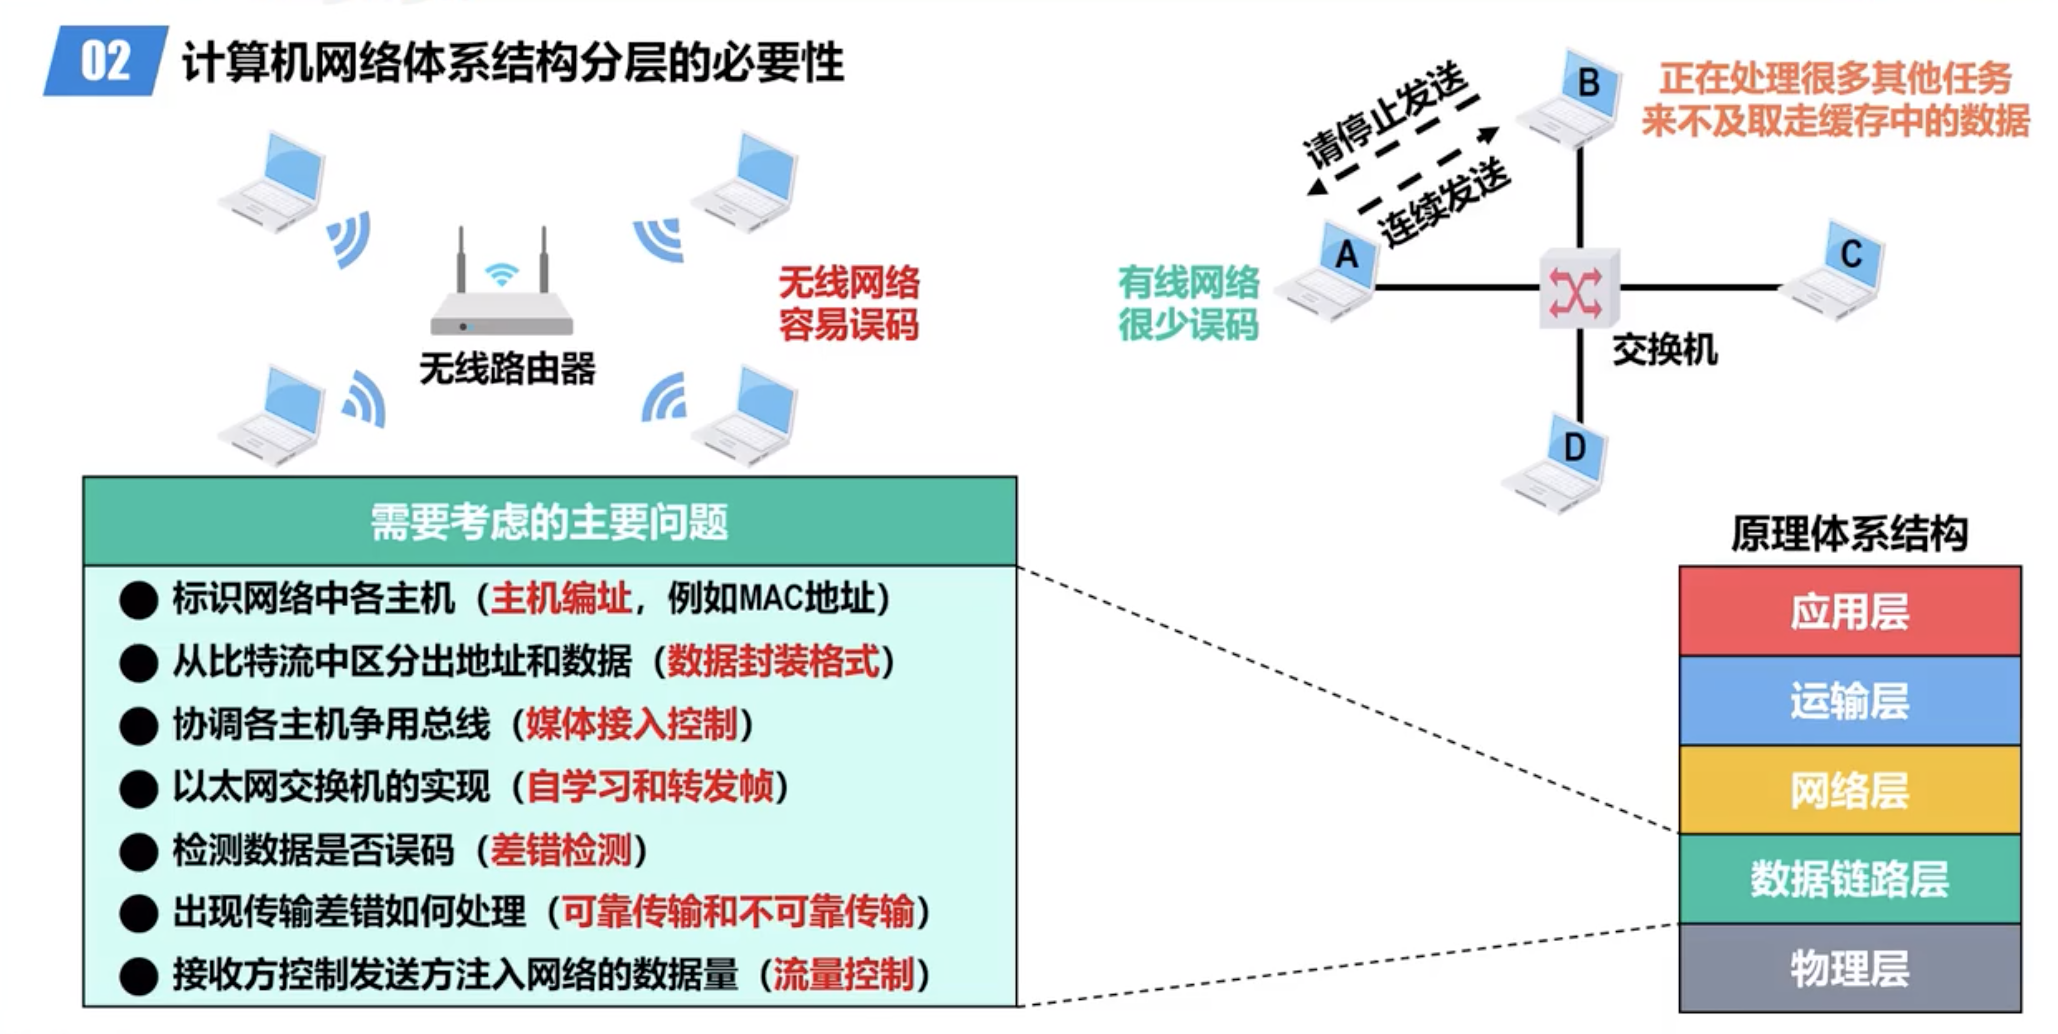 02 计算机网络体系结构分层的必要性
无线路由器
无线网络
容易误码
有线网络
很少误码
请停止发送
连续发送
A
B
C
D
交换机
正在处理很多其他任务
来不及取走缓存中的数据
需要考虑的主要问题
● 标识网络中各主机（主机编址，例如MAC地址）
● 从比特流中区分出地址和数据（数据封装格式）
● 协调各主机争用总线（媒体接入控制）
● 以太网交换机的实现（自学习和转发帧）
● 检测数据是否误码（差错检测）
● 出现传输差错如何处理（可靠传输和不可靠传输）
● 接收方控制发送方注入网络的数据量（流量控制）
原理体系结构
应用层
运输层
网络层
数据链路层
物理层